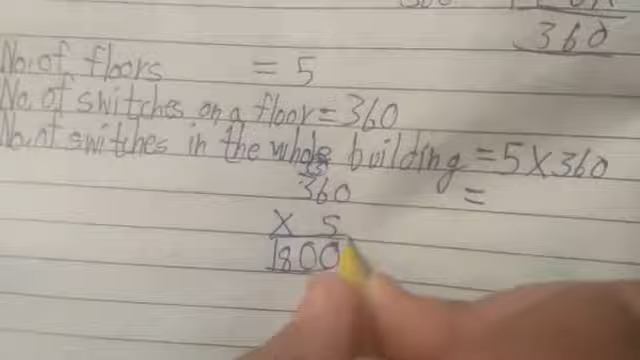 360
No. of floors = 5
No. of switches on a floor = 360
No. of switches in the whole building = 5 X 360
360 =
X 5
1800